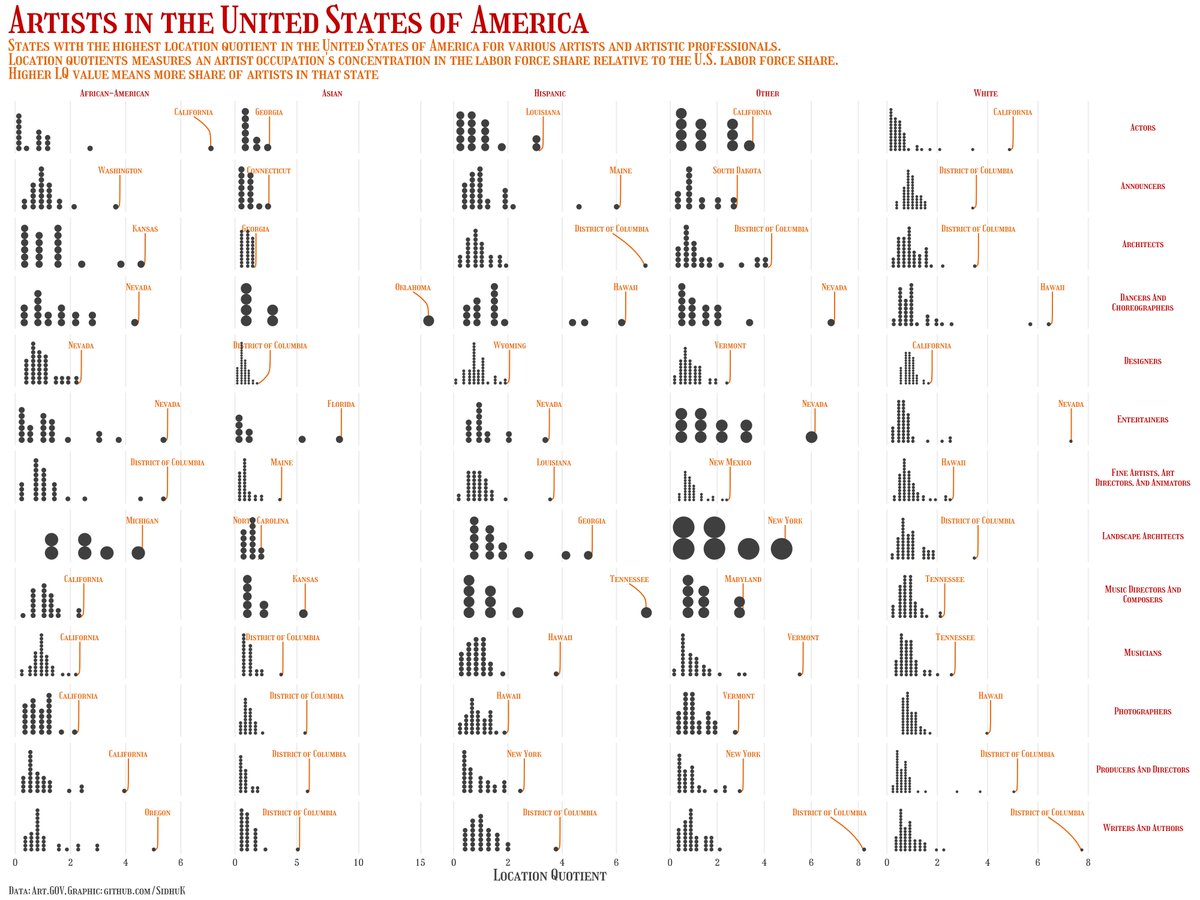 Artists in the United States of America
States with the highest location quotient in the United States of America for various artists and artistic professionals.
Location quotients measures an artist occupation's concentration in the labor force share relative to the U.S. labor force share.
Higher LQ value means more share of artists in that state
African-American Asian Hispanic Other White
California Georgia Louisiana California California
Actors
Washington Connecticut Maine South Dakota District of Columbia
Announcers
Kansas Georgia District of Columbia District of Columbia District of Columbia
Architects
Nevada Oklahoma Hawaii Nevada Hawaii
Dancers And
Choreographers
Nevada District of Columbia Wyoming Vermont California
Designers
Nevada Florida Nevada Nevada Nevada
Entertainers
District of Columbia Maine Louisiana New Mexico Hawaii
Fine Artists, Art
Directors, And Animators
Michigan North Carolina Georgia New York District of Columbia
Landscape Architects
California Kansas Tennessee Maryland Tennessee
Music Directors And
Composers
California District of Columbia Hawaii Vermont Tennessee
Musicians
California District of Columbia Hawaii Vermont Hawaii
Photographers
California District of Columbia New York New York District of Columbia
Producers And Directors
Oregon District of Columbia District of Columbia District of Columbia District of Columbia
Writers And Authors
0 2 4 6 0 5 10 15 0 2 4 6 0 2 4 6 8 0 2 4 6 8
Location Quotient
Data: Art.GOV, Graphic: github.com/SidhuK